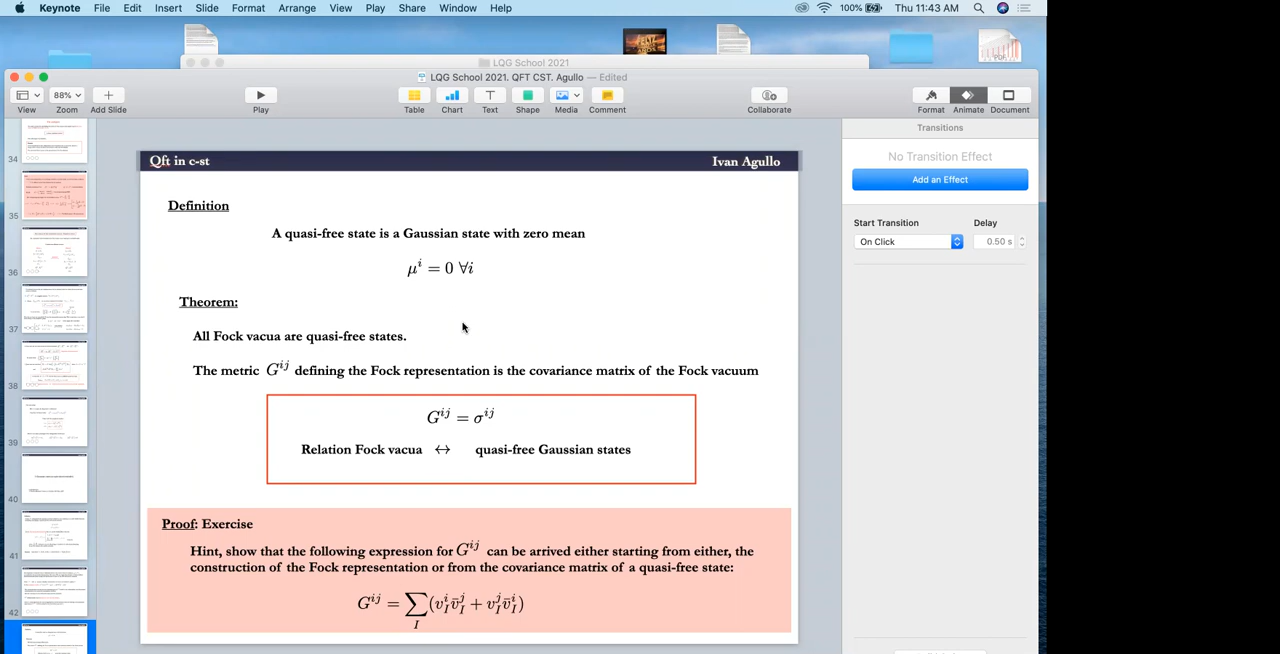 Keynote File Edit Insert Slide Format Arrange View Play Share Window Help 100% Thu 11:43 AM
LQG School 2021
LQG School 2021. QFT CST. Agullo — Edited
88%
View Zoom Add Slide Play Table Chart Text Shape Media Comment Collaborate Format Animate Document
Transitions
No Transition Effect
Add an Effect
Start Transition Delay
On Click 0.50 s
34
35
36
37
38
39
40
41
42
Qft in c-st Ivan Agullo
Definition
A quasi-free state is a Gaussian state with zero mean
μ^i = 0 ∀i
Theorem:
All Fock vacua are quasi-free states.
The metric G^{ij} defining the Fock representation is the covariance matrix of the Fock vacuum
G^{ij} = σ^{ij}
Relation Fock vacua ↔ quasi-free Gaussian states
Proof: Exercise
Hint, show that the following expression for G^{ij} can be arrived either starting from either, the
construction of the Fock representation or from the covariance matrix of a quasi-free state:
G^{ij} = ∑_I (v_I^i v̄_I^j + v_I^j v̄_I^i)